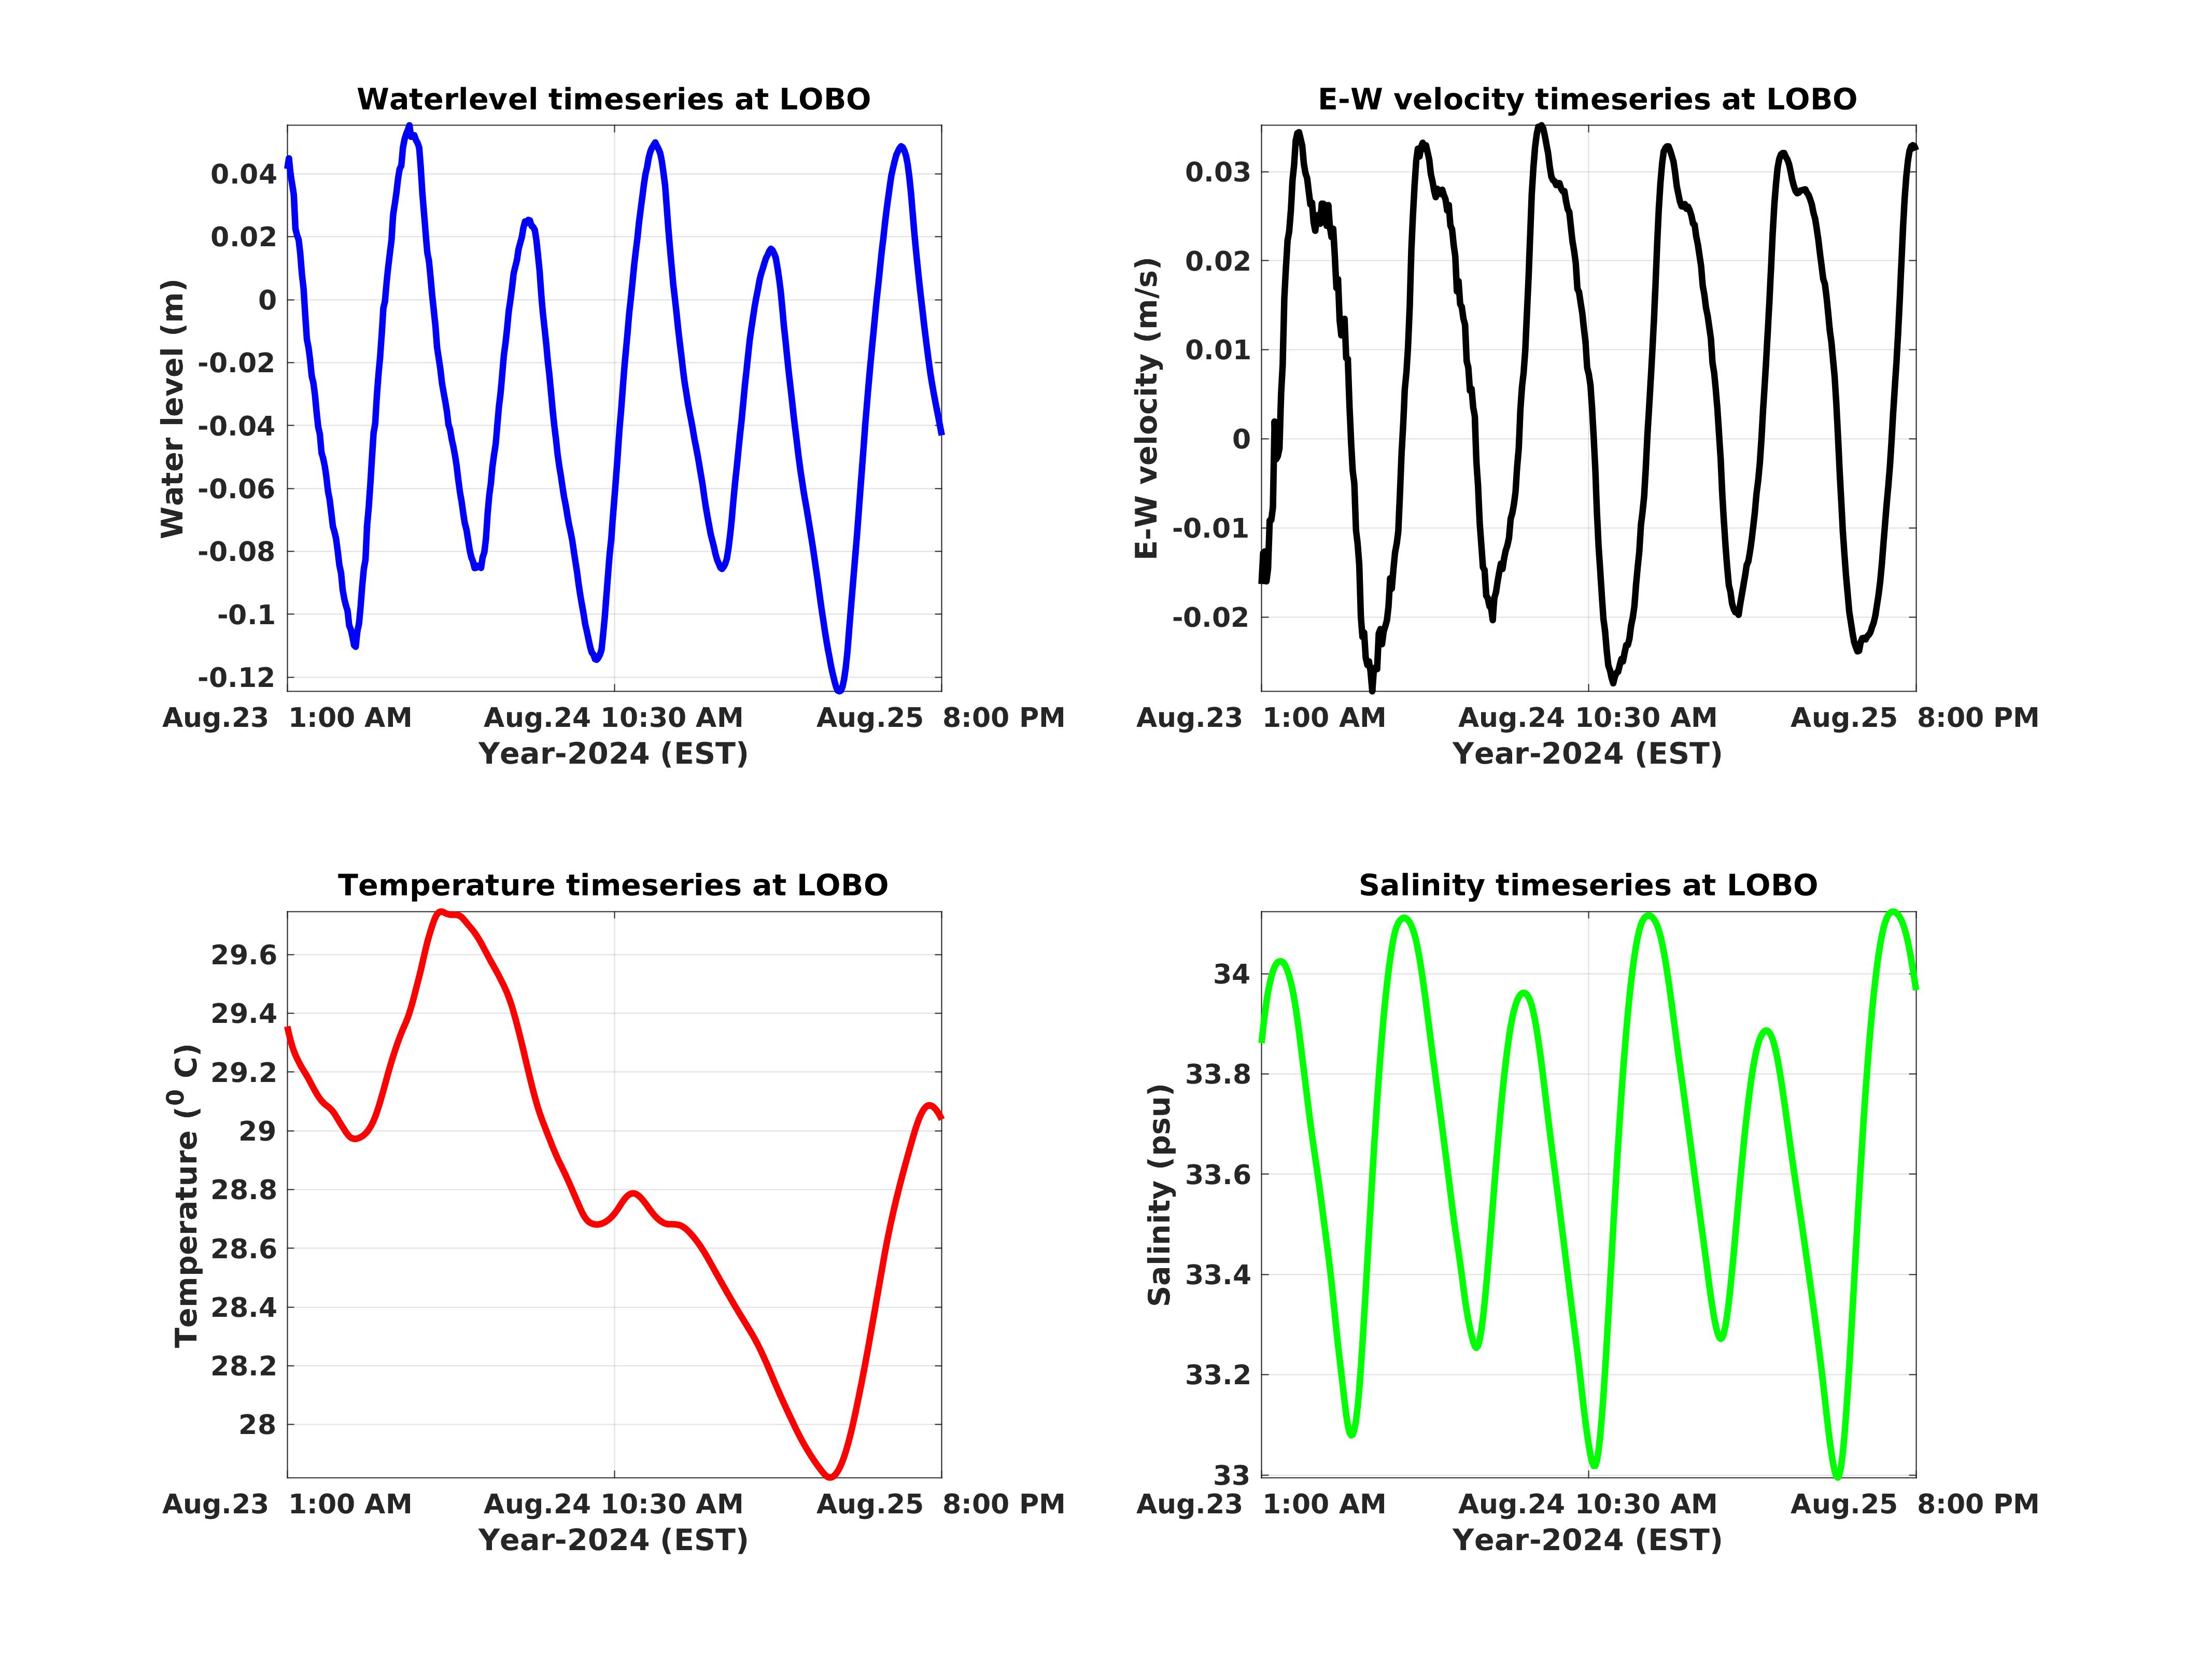 Waterlevel timeseries at LOBO
Water level (m)
0.04
0.02
0
-0.02
-0.04
-0.06
-0.08
-0.1
-0.12
Aug.23 1:00 AM Aug.24 10:30 AM Aug.25 8:00 PM
Year-2024 (EST)
E-W velocity timeseries at LOBO
E-W velocity (m/s)
0.03
0.02
0.01
0
-0.01
-0.02
Aug.23 1:00 AM Aug.24 10:30 AM Aug.25 8:00 PM
Year-2024 (EST)
Temperature timeseries at LOBO
Temperature (⁰ C)
29.6
29.4
29.2
29
28.8
28.6
28.4
28.2
28
Aug.23 1:00 AM Aug.24 10:30 AM Aug.25 8:00 PM
Year-2024 (EST)
Salinity timeseries at LOBO
Salinity (psu)
34
33.8
33.6
33.4
33.2
33
Aug.23 1:00 AM Aug.24 10:30 AM Aug.25 8:00 PM
Year-2024 (EST)